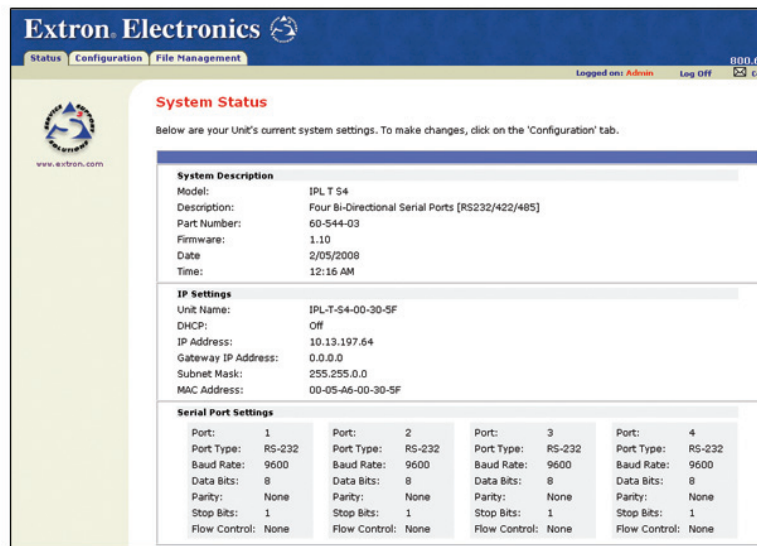 Extron. Electronics
Status Configuration File Management
800.6
Logged on: Admin Log Off
SERVICE SUPPORT SOLUTIONS
www.extron.com
System Status
Below are your Unit's current system settings. To make changes, click on the 'Configuration' tab.
System Description
Model: IPL T S4
Description: Four Bi-Directional Serial Ports [RS232/422/485]
Part Number: 60-544-03
Firmware: 1.10
Date 2/05/2008
Time: 12:16 AM
IP Settings
Unit Name: IPL-T-S4-00-30-5F
DHCP: Off
IP Address: 10.13.197.64
Gateway IP Address: 0.0.0.0
Subnet Mask: 255.255.0.0
MAC Address: 00-05-A6-00-30-5F
Serial Port Settings
Port: 1 Port: 2 Port: 3 Port: 4
Port Type: RS-232 Port Type: RS-232 Port Type: RS-232 Port Type: RS-232
Baud Rate: 9600 Baud Rate: 9600 Baud Rate: 9600 Baud Rate: 9600
Data Bits: 8 Data Bits: 8 Data Bits: 8 Data Bits: 8
Parity: None Parity: None Parity: None Parity: None
Stop Bits: 1 Stop Bits: 1 Stop Bits: 1 Stop Bits: 1
Flow Control: None Flow Control: None Flow Control: None Flow Control: None